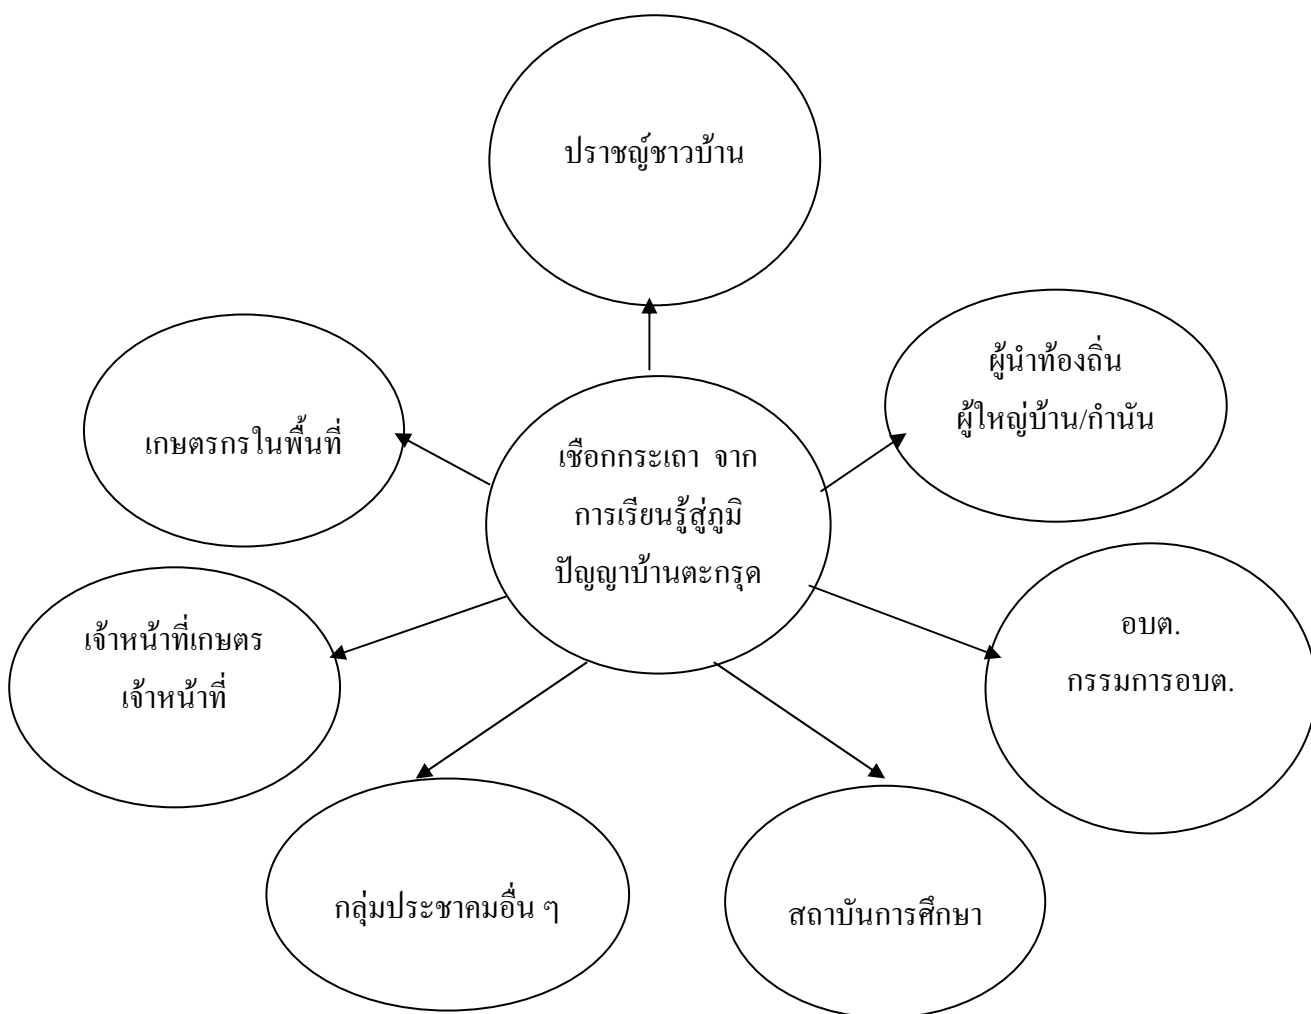 ปราชญ์ชาวบ้าน
ผู้นำท้องถิ่น
ผู้ใหญ่บ้าน/กำนัน
เกษตรกรในพื้นที่
เชือกกระเถา จาก
การเรียนรู้สู่ภูมิ
ปัญญาบ้านตะกรุด
อบต.
กรรมการอบต.
เจ้าหน้าที่เกษตร
เจ้าหน้าที่
กลุ่มประชาคมอื่น ๆ
สถาบันการศึกษา